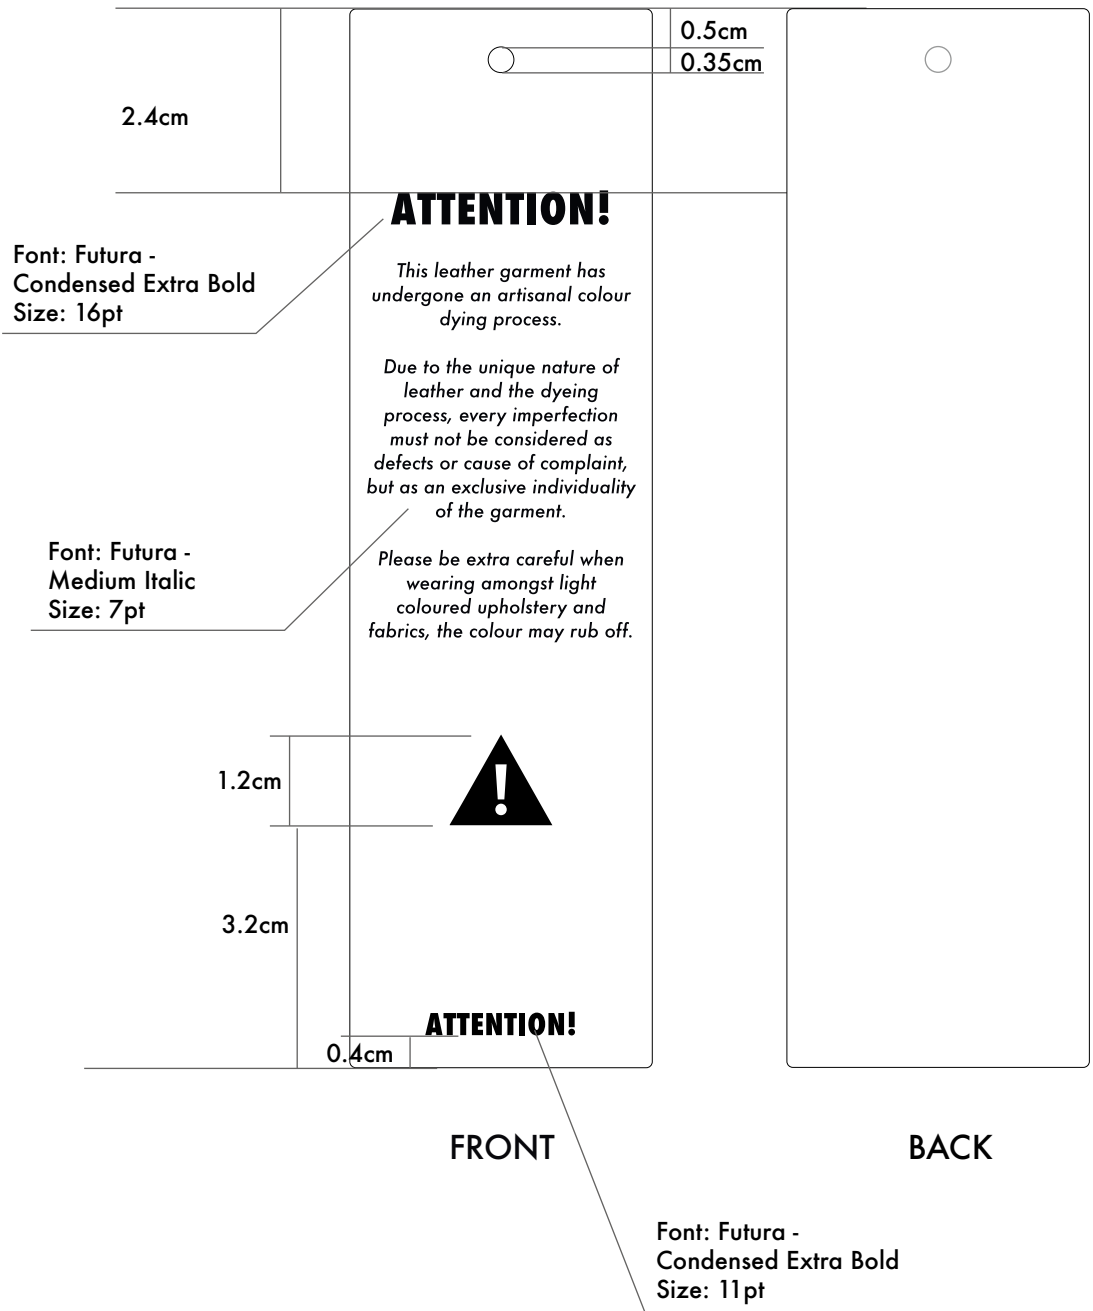 0.5cm
0.35cm
2.4cm
ATTENTION!
Font: Futura -
Condensed Extra Bold
Size: 16pt
This leather garment has
undergone an artisanal colour
dying process.
Due to the unique nature of
leather and the dyeing
process, every imperfection
must not be considered as
defects or cause of complaint,
but as an exclusive individuality
of the garment.
Font: Futura -
Medium Italic
Size: 7pt
Please be extra careful when
wearing amongst light
coloured upholstery and
fabrics, the colour may rub off.
1.2cm
!
3.2cm
ATTENTION!
0.4cm
FRONT
BACK
Font: Futura -
Condensed Extra Bold
Size: 11pt